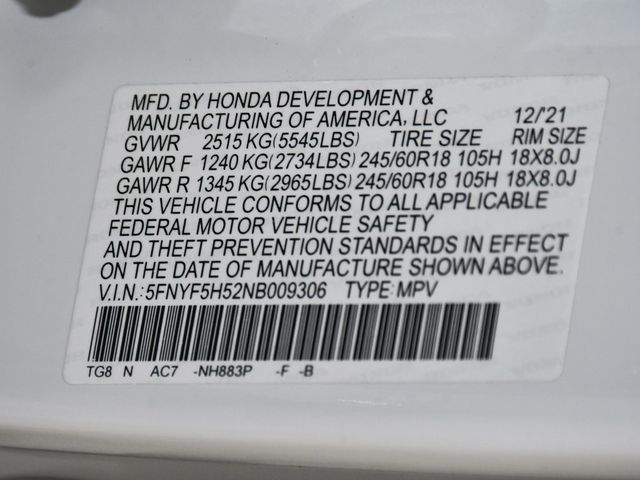 MFD. BY HONDA DEVELOPMENT &
MANUFACTURING OF AMERICA, LLC 12/'21
GVWR 2515 KG(5545LBS) TIRE SIZE RIM SIZE
GAWR F 1240 KG(2734LBS) 245/60R18 105H 18X8.0J
GAWR R 1345 KG(2965LBS) 245/60R18 105H 18X8.0J
THIS VEHICLE CONFORMS TO ALL APPLICABLE
FEDERAL MOTOR VEHICLE SAFETY
AND THEFT PREVENTION STANDARDS IN EFFECT
ON THE DATE OF MANUFACTURE SHOWN ABOVE.
V.I.N.:5FNYF5H52NB009306 TYPE:MPV
TG8 N AC7 -NH883P -F -B